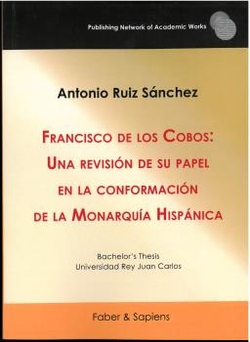 Publishing Network of Academic Works
Antonio Ruiz Sánchez
FRANCISCO DE LOS COBOS:
UNA REVISIÓN DE SU PAPEL
EN LA CONFORMACIÓN
DE LA MONARQUÍA HISPÁNICA
Bachelor's Thesis
Universidad Rey Juan Carlos
Faber & Sapiens